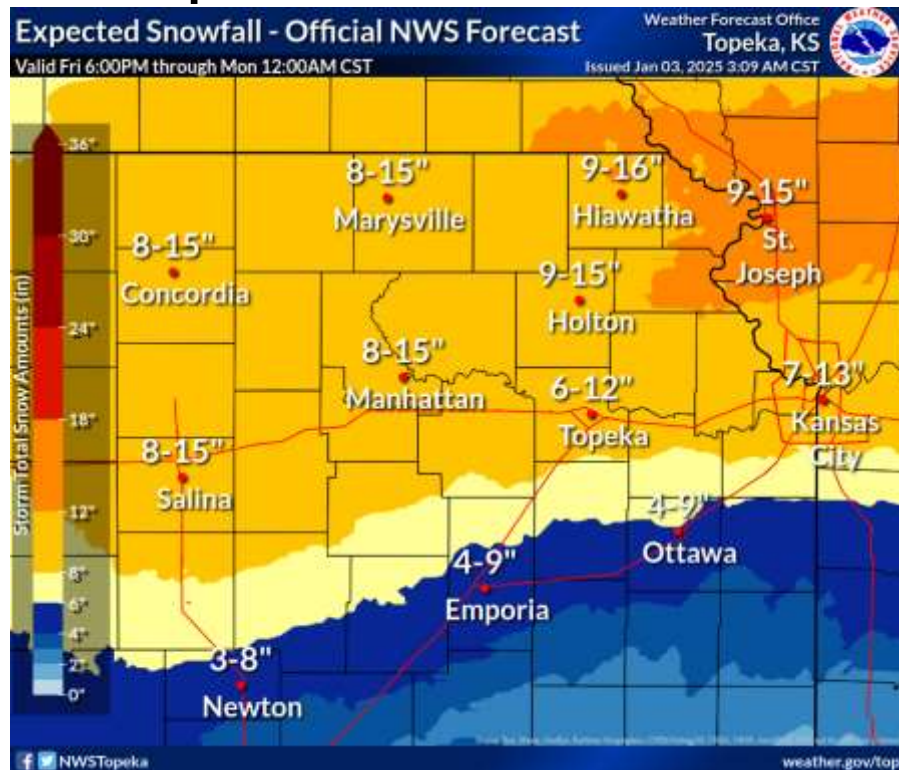 Expected Snowfall - Official NWS Forecast
Valid Fri 6:00PM through Mon 12:00AM CST
Weather Forecast Office
Topeka, KS
Issued Jan 03, 2025 3:09 AM CST
Storm Total Snow Amounts (in)
36"
30"
24"
18"
12"
8"
6"
4"
2"
0"
8-15"
Marysville
9-16"
Hiawatha
9-15"
St.
Joseph
8-15"
Concordia
9-15"
Holton
8-15"
Manhattan
6-12"
Topeka
7-13"
Kansas
City
8-15"
Salina
4-9"
Ottawa
4-9"
Emporia
3-8"
Newton
NWSTopeka
weather.gov/top